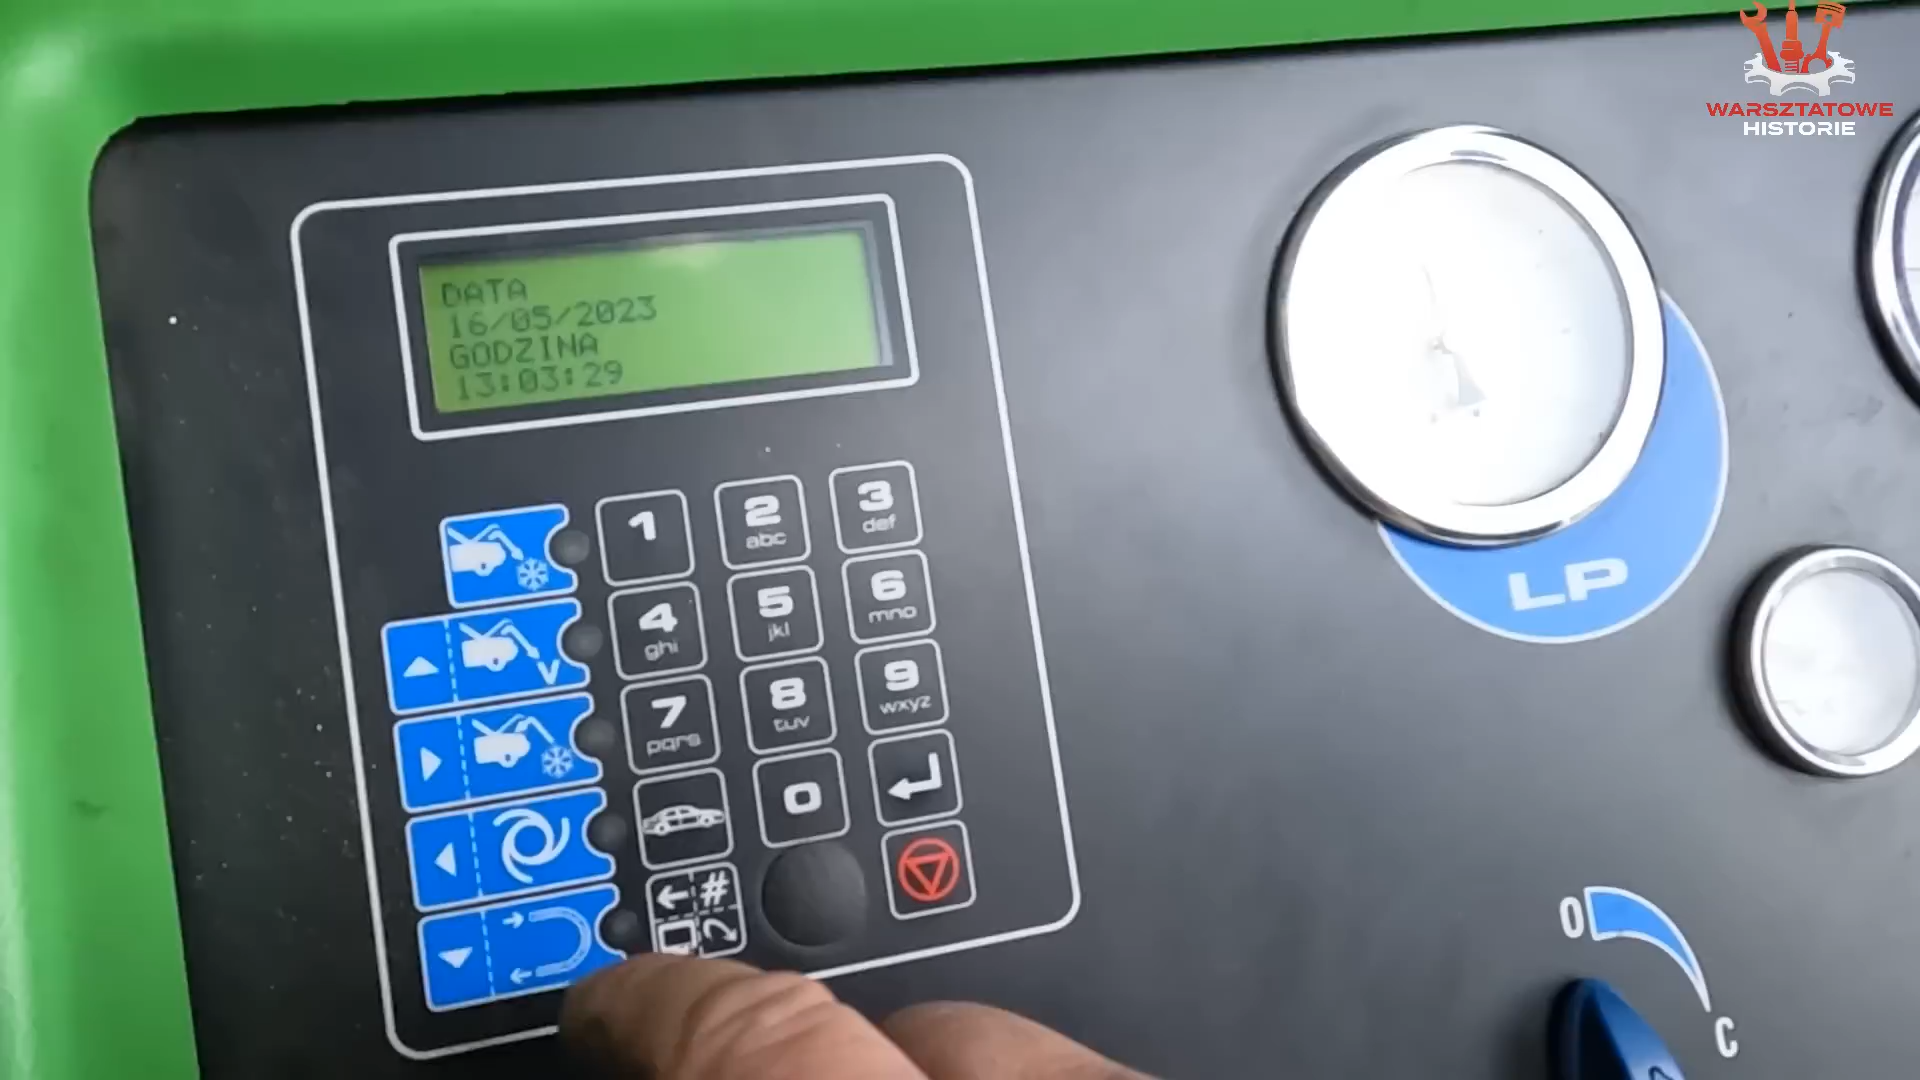 WARSZTATOWE
HISTORIE
DATA
16/05/2023
GODZINA
13:03:29
1
2
abc
3
def
4
ghi
5
jkl
6
mno
7
pqrs
8
tuv
9
wxyz
0
#
V
LP
O
C